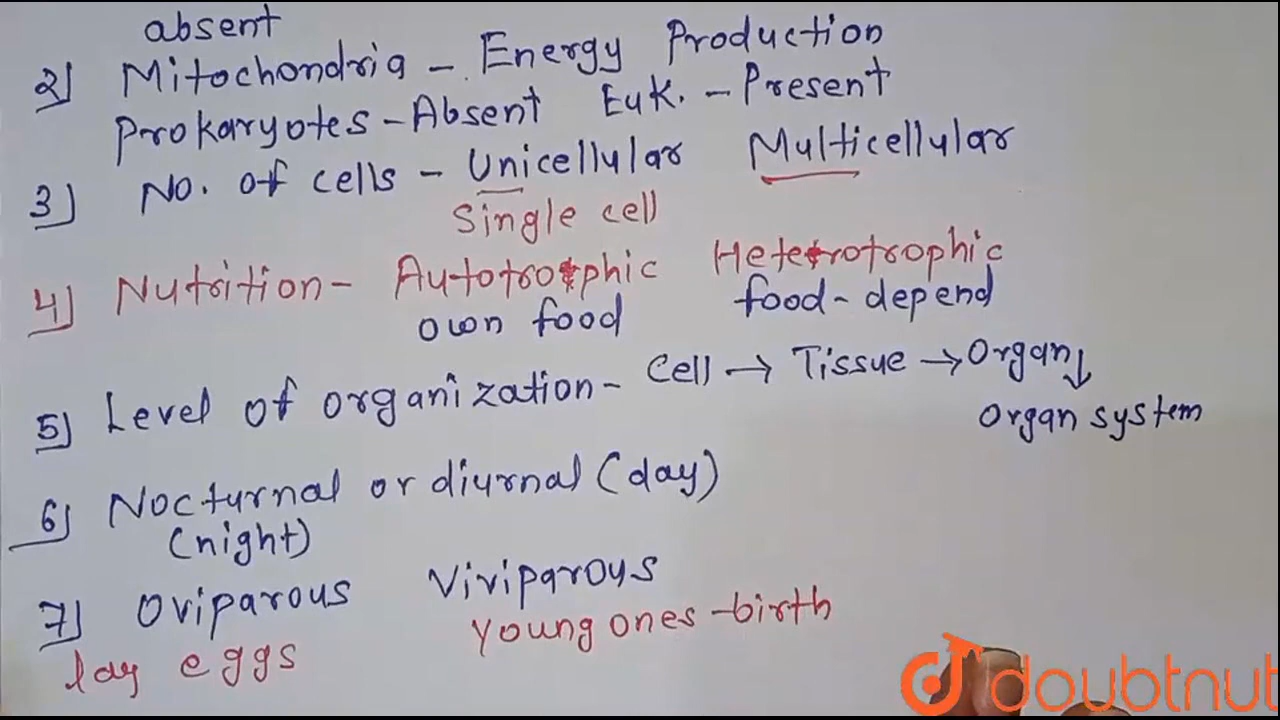 absent
2) Mitochondria - Energy Production
Prokaryotes - Absent Euk. - Present
3) No. of cells - Unicellular Multicellular
Single cell
4) Nutrition - Autotrophic Heterotrophic
own food food - depend
5) Level of organization - Cell → Tissue → Organ ↓
Organ system
6) Nocturnal or diurnal (day)
(night)
7) Oviparous Viviparous
lay eggs Young ones - birth
doubtnut